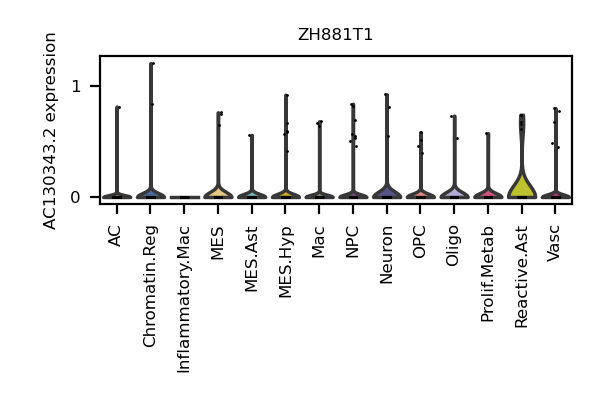 ZH881T1
AC130343.2 expression
1
0
AC
Chromatin.Reg
Inflammatory.Mac
MES
MES.Ast
MES.Hyp
Mac
NPC
Neuron
OPC
Oligo
Prolif.Metab
Reactive.Ast
Vasc